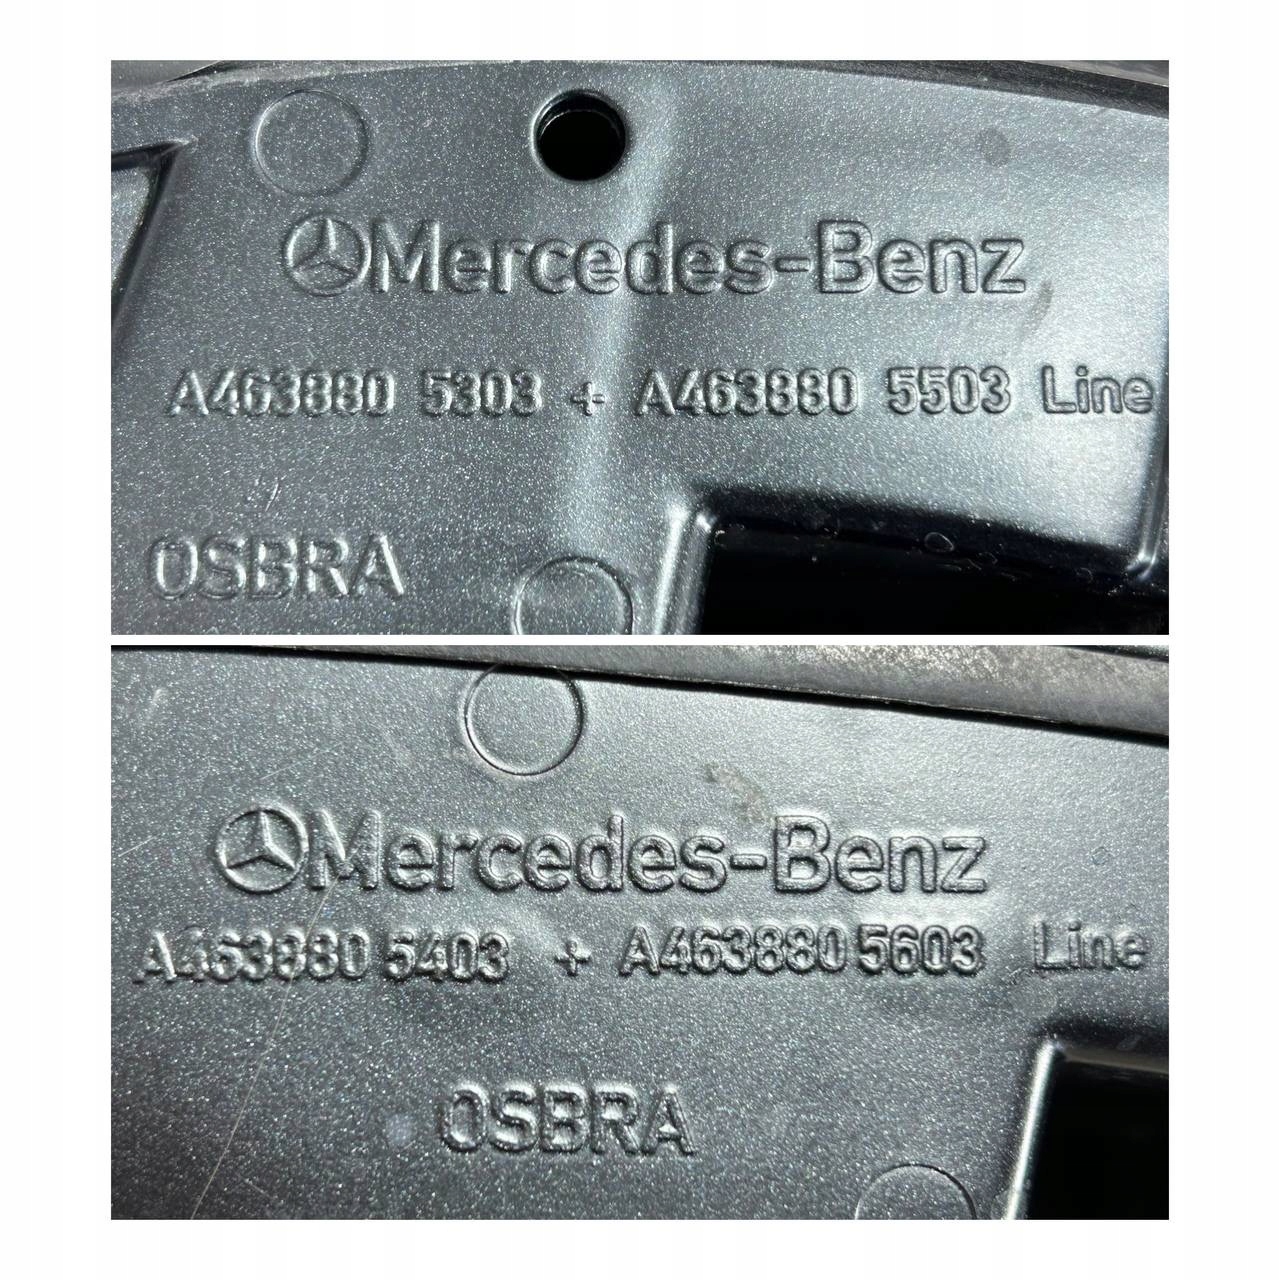 Mercedes-Benz
A463880 5303 + A463880 5503 Line
OSBRA
Mercedes-Benz
A463880 5403 + A463880 5603 Line
OSBRA